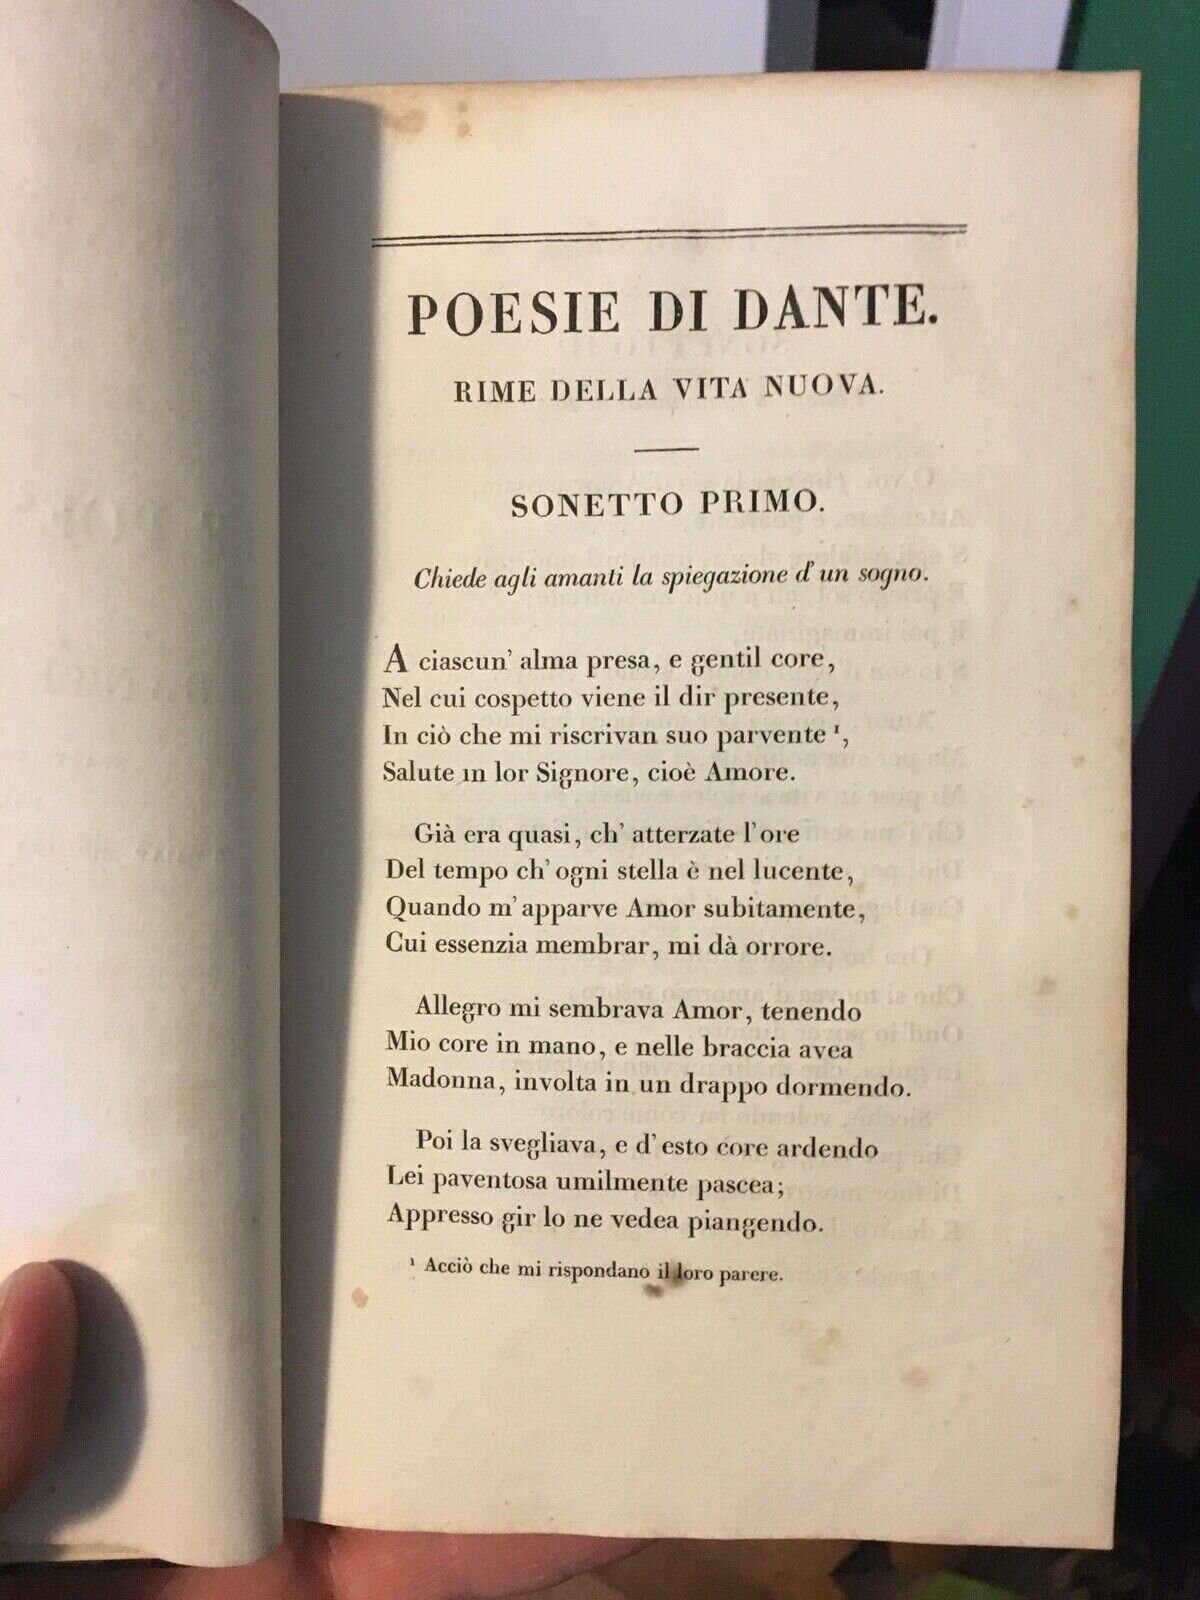 POESIE DI DANTE.
RIME DELLA VITA NUOVA.
SONETTO PRIMO.
Chiede agli amanti la spiegazione d' un sogno.
A ciascun' alma presa, e gentil core,
Nel cui cospetto viene il dir presente,
In ciò che mi riscrivan suo parvente ¹,
Salute in lor Signore, cioè Amore.
Già era quasi, ch' atterzate l'ore
Del tempo ch' ogni stella è nel lucente,
Quando m' apparve Amor subitamente,
Cui essenzia membrar, mi dà orrore.
Allegro mi sembrava Amor, tenendo
Mio core in mano, e nelle braccia avea
Madonna, involta in un drappo dormendo.
Poi la svegliava, e d' esto core ardendo
Lei paventosa umilmente pascea;
Appresso gir lo ne vedea piangendo.
¹ Acciò che mi rispondano il loro parere.